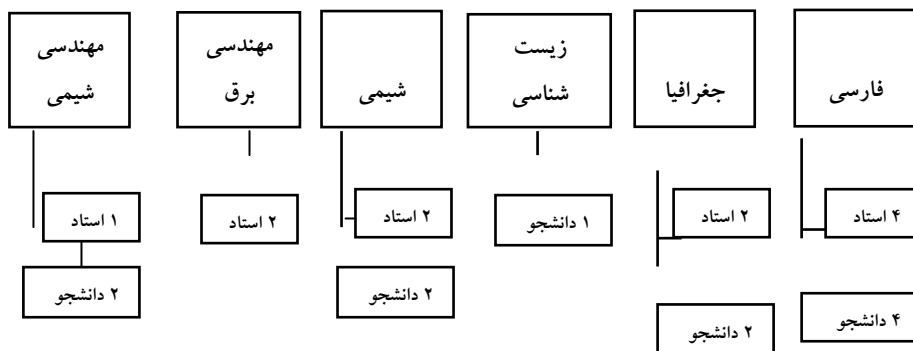 فارسی
جغرافیا
زیست
شناسی
شیمی
مهندسی
برق
مهندسی
شیمی
۴ استاد
۲ استاد
۱ دانشجو
۲ استاد
۲ استاد
۱ استاد
۴ دانشجو
۲ دانشجو
۲ دانشجو
۲ دانشجو